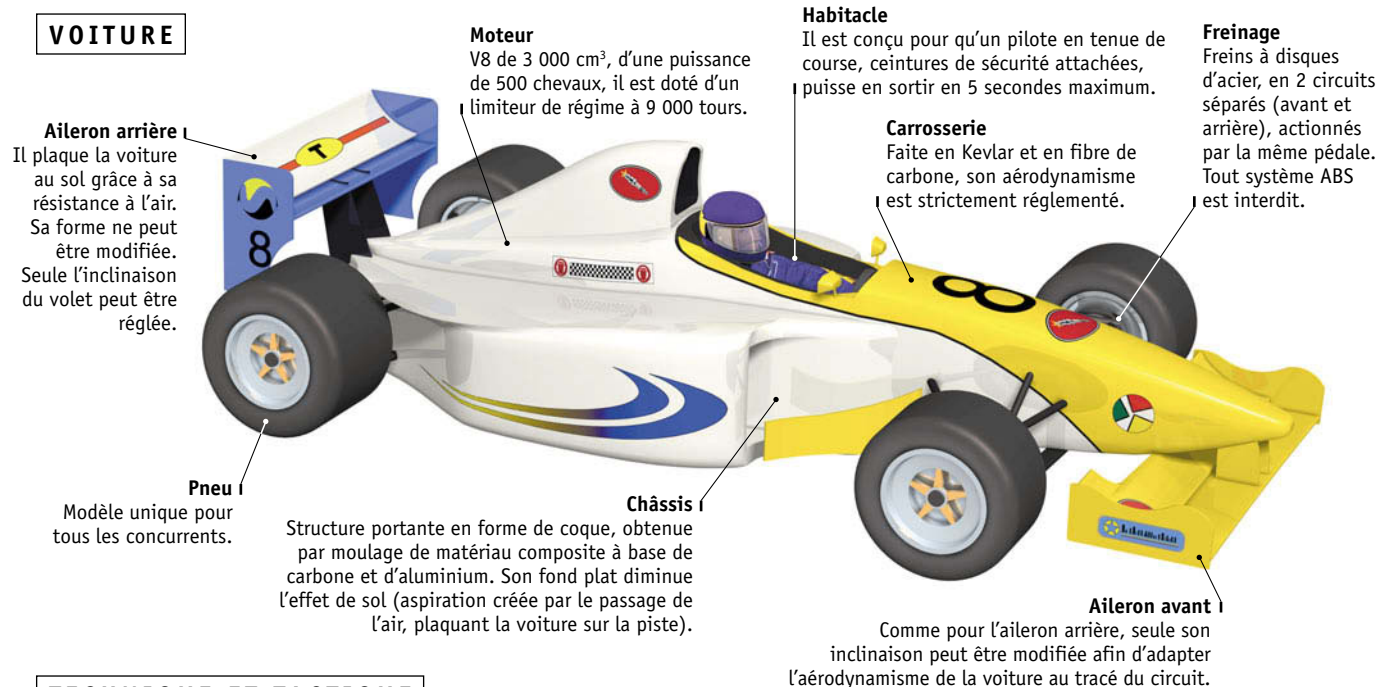 VOITURE
Moteur
V8 de 3 000 cm³, d'une puissance
de 500 chevaux, il est doté d'un
limiteur de régime à 9 000 tours.
Habitacle
Il est conçu pour qu'un pilote en tenue de
course, ceintures de sécurité attachées,
puisse en sortir en 5 secondes maximum.
Freinage
Freins à disques
d'acier, en 2 circuits
séparés (avant et
arrière), actionnés
par la même pédale.
Tout système ABS
est interdit.
Carrosserie
Faite en Kevlar et en fibre de
carbone, son aérodynamisme
est strictement réglementé.
Aileron arrière
Il plaque la voiture
au sol grâce à sa
résistance à l'air.
Sa forme ne peut
être modifiée.
Seule l'inclinaison
du volet peut être
réglée.
T
8
8
Pneu
Modèle unique pour
tous les concurrents.
Châssis
Structure portante en forme de coque, obtenue
par moulage de matériau composite à base de
carbone et d'aluminium. Son fond plat diminue
l'effet de sol (aspiration créée par le passage de
l'air, plaquant la voiture sur la piste).
Aileron avant
Comme pour l'aileron arrière, seule son
inclinaison peut être modifiée afin d'adapter
l'aérodynamisme de la voiture au tracé du circuit.
TECHNIQUE ET TACTIQUE